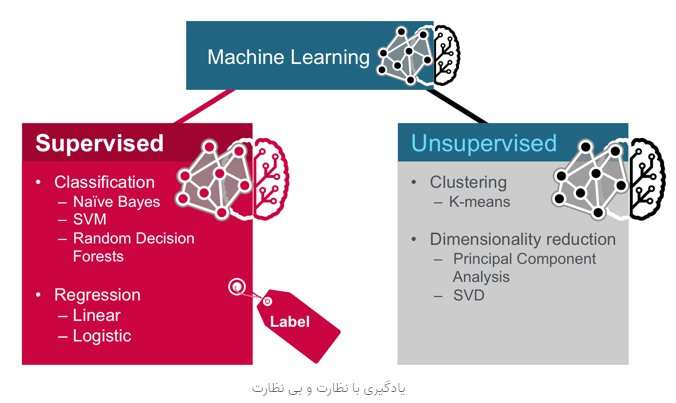 Machine Learning
Supervised
• Classification
– Naïve Bayes
– SVM
– Random Decision
Forests
• Regression
– Linear
– Logistic
Label
Unsupervised
• Clustering
– K-means
• Dimensionality reduction
– Principal Component
Analysis
– SVD
یادگیری با نظارت و بی نظارت